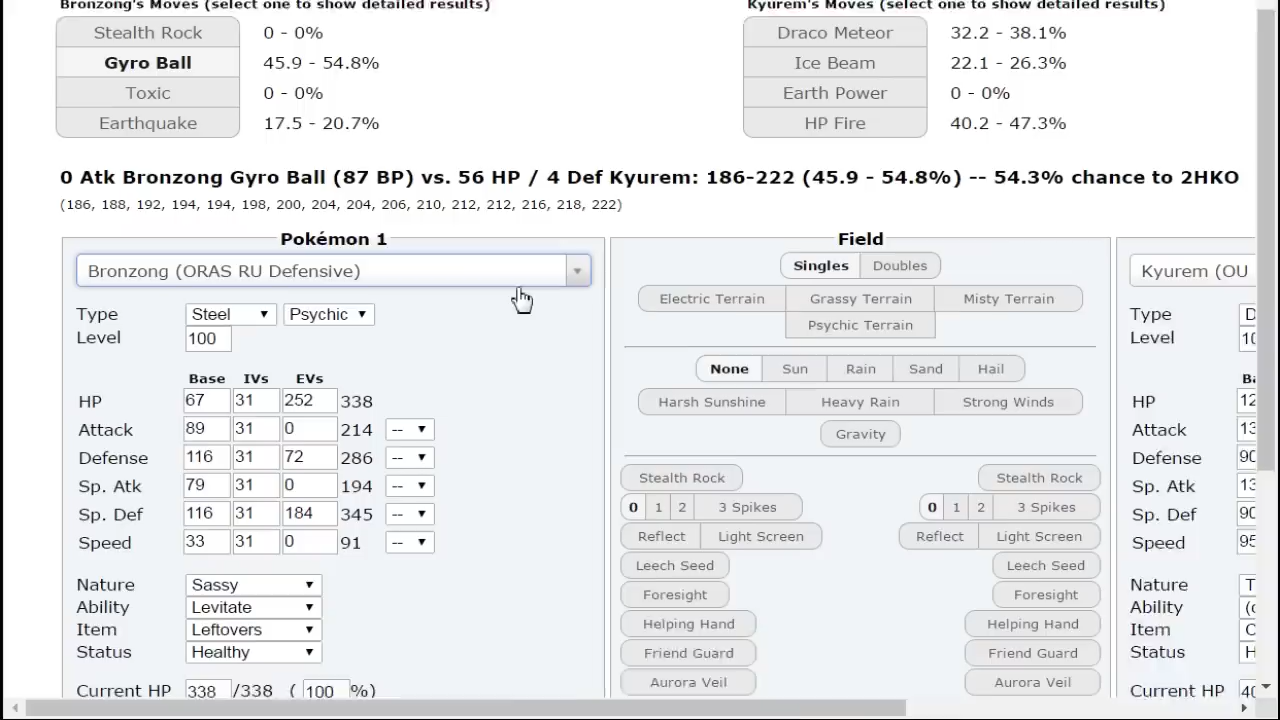 Bronzong's Moves (select one to show detailed results) Kyurem's Moves (select one to show detailed results)
Stealth Rock 0 - 0% Draco Meteor 32.2 - 38.1%
Gyro Ball 45.9 - 54.8% Ice Beam 22.1 - 26.3%
Toxic 0 - 0% Earth Power 0 - 0%
Earthquake 17.5 - 20.7% HP Fire 40.2 - 47.3%
0 Atk Bronzong Gyro Ball (87 BP) vs. 56 HP / 4 Def Kyurem: 186-222 (45.9 - 54.8%) -- 54.3% chance to 2HKO
(186, 188, 192, 194, 194, 198, 200, 204, 204, 206, 210, 212, 212, 216, 218, 222)
Pokémon 1
Bronzong (ORAS RU Defensive)
Type Steel Psychic
Level 100
Base IVs EVs
HP 67 31 252 338
Attack 89 31 0 214 --
Defense 116 31 72 286 --
Sp. Atk 79 31 0 194 --
Sp. Def 116 31 184 345 --
Speed 33 31 0 91 --
Nature Sassy
Ability Levitate
Item Leftovers
Status Healthy
Current HP 338 /338 ( 100 %)
Field
Singles Doubles
Electric Terrain Grassy Terrain Misty Terrain
Psychic Terrain
None Sun Rain Sand Hail
Harsh Sunshine Heavy Rain Strong Winds
Gravity
Stealth Rock Stealth Rock
0 1 2 3 Spikes 0 1 2 3 Spikes
Reflect Light Screen Reflect Light Screen
Leech Seed Leech Seed
Foresight Foresight
Helping Hand Helping Hand
Friend Guard Friend Guard
Aurora Veil Aurora Veil
Kyurem (OU
Type D
Level 10
Ba
HP 12
Attack 13
Defense 90
Sp. Atk 13
Sp. Def 90
Speed 95
Nature T
Ability (
Item C
Status H
Current HP 40